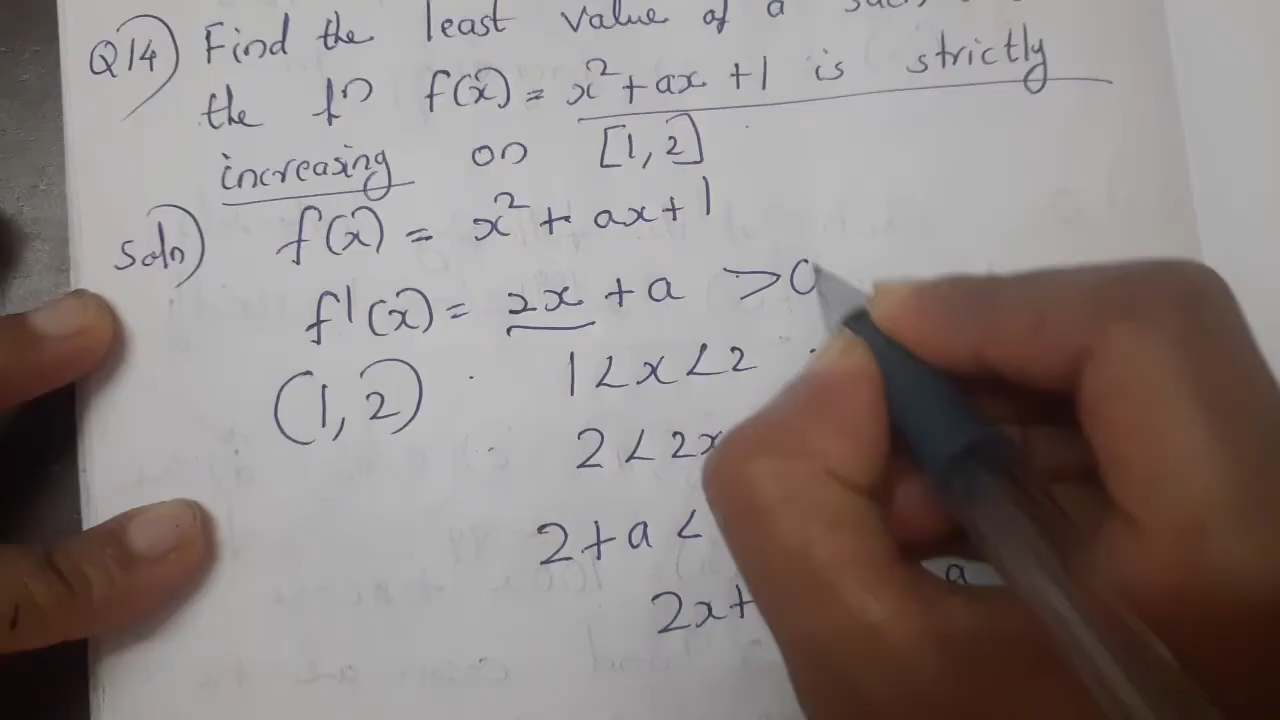 Q14) Find the least value of a
the fn f(x) = x² + ax + 1 is strictly
increasing on [1, 2]
Soln) f(x) = x² + ax + 1
f'(x) = 2x + a > 0
(1, 2) 1 < x < 2
2 < 2x
2 + a <
2x +
a